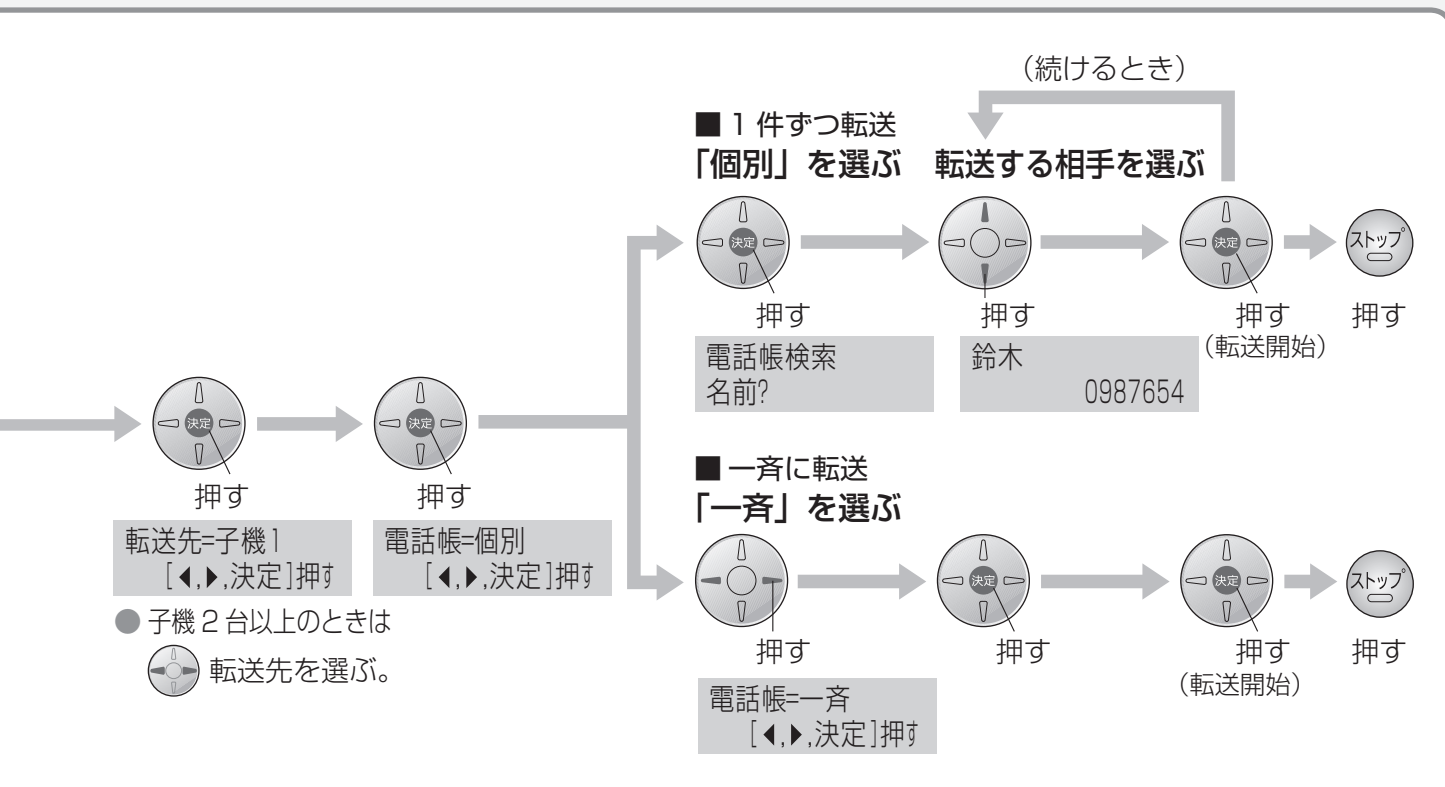 (続けるとき)
■ 1 件ずつ転送
「個別」を選ぶ
転送する相手を選ぶ
決定
決定
ストップ
押す
押す
押す
(転送開始)
押す
電話帳検索
名前?
鈴木
0987654
決定
決定
押す
押す
転送先=子機1
[◀,▶,決定]押す
電話帳=個別
[◀,▶,決定]押す
● 子機 2 台以上のときは
転送先を選ぶ。
■ 一斉に転送
「一斉」を選ぶ
決定
決定
ストップ
押す
押す
押す
(転送開始)
押す
電話帳=一斉
[◀,▶,決定]押す